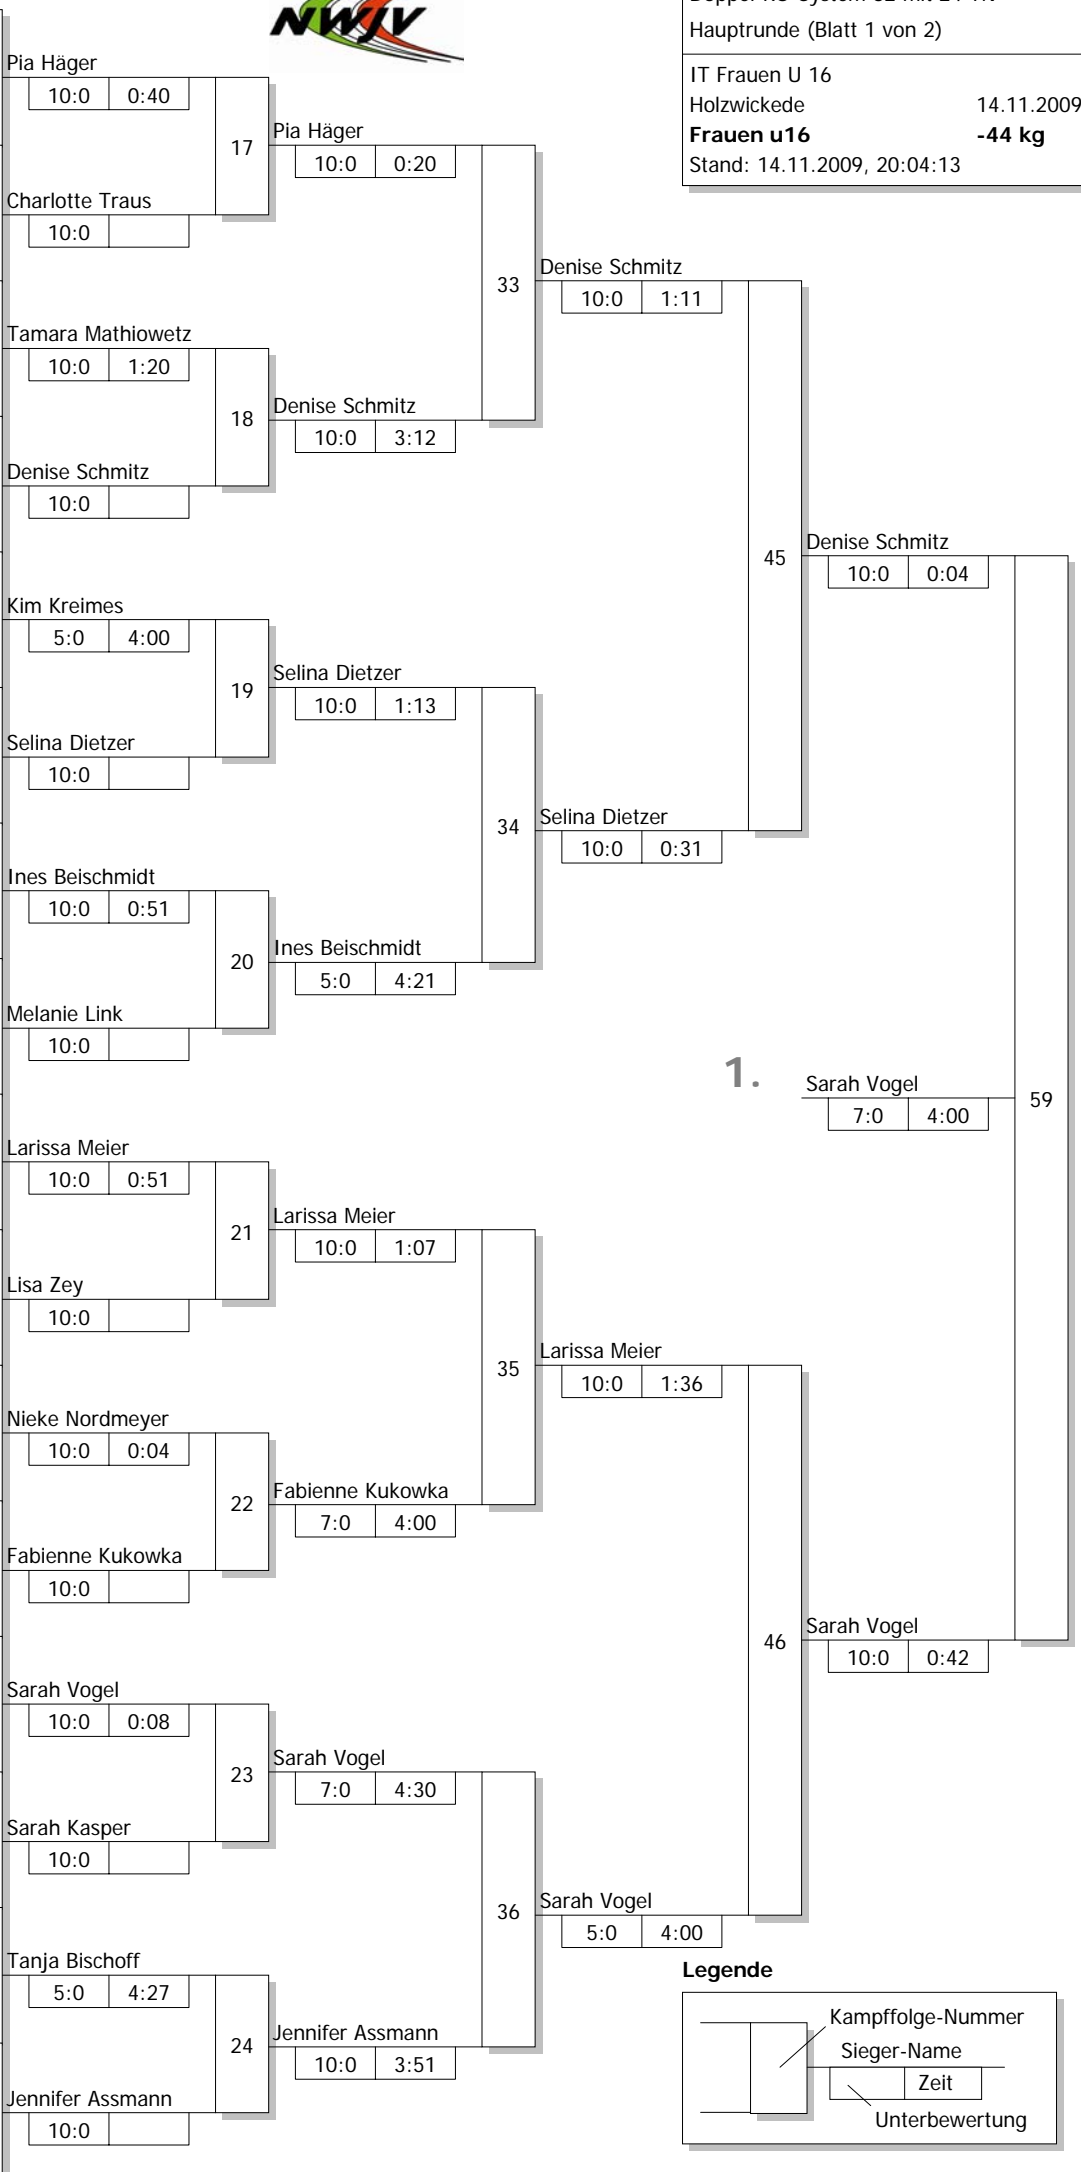 NWJV
Hauptrunde (Blatt 1 von 2)
IT Frauen U 16
Holzwickede 14.11.2009
Frauen u16 -44 kg
Stand: 14.11.2009, 20:04:13
Pia Häger
10:0 0:40
17
Pia Häger
10:0 0:20
Charlotte Traus
10:0
33
Denise Schmitz
10:0 1:11
Tamara Mathiowetz
10:0 1:20
18
Denise Schmitz
10:0 3:12
Denise Schmitz
10:0
45
Denise Schmitz
10:0 0:04
Kim Kreimes
5:0 4:00
19
Selina Dietzer
10:0 1:13
Selina Dietzer
10:0
34
Selina Dietzer
10:0 0:31
Ines Beischmidt
10:0 0:51
20
Ines Beischmidt
5:0 4:21
Melanie Link
10:0
1.
Sarah Vogel
7:0 4:00
59
Larissa Meier
10:0 0:51
21
Larissa Meier
10:0 1:07
Lisa Zey
10:0
35
Larissa Meier
10:0 1:36
Nieke Nordmeyer
10:0 0:04
22
Fabienne Kukowka
7:0 4:00
Fabienne Kukowka
10:0
46
Sarah Vogel
10:0 0:42
Sarah Vogel
10:0 0:08
23
Sarah Vogel
7:0 4:30
Sarah Kasper
10:0
36
Sarah Vogel
5:0 4:00
Tanja Bischoff
5:0 4:27
24
Jennifer Assmann
10:0 3:51
Jennifer Assmann
10:0
Legende
Kampffolge-Nummer
Sieger-Name
Zeit
Unterbewertung